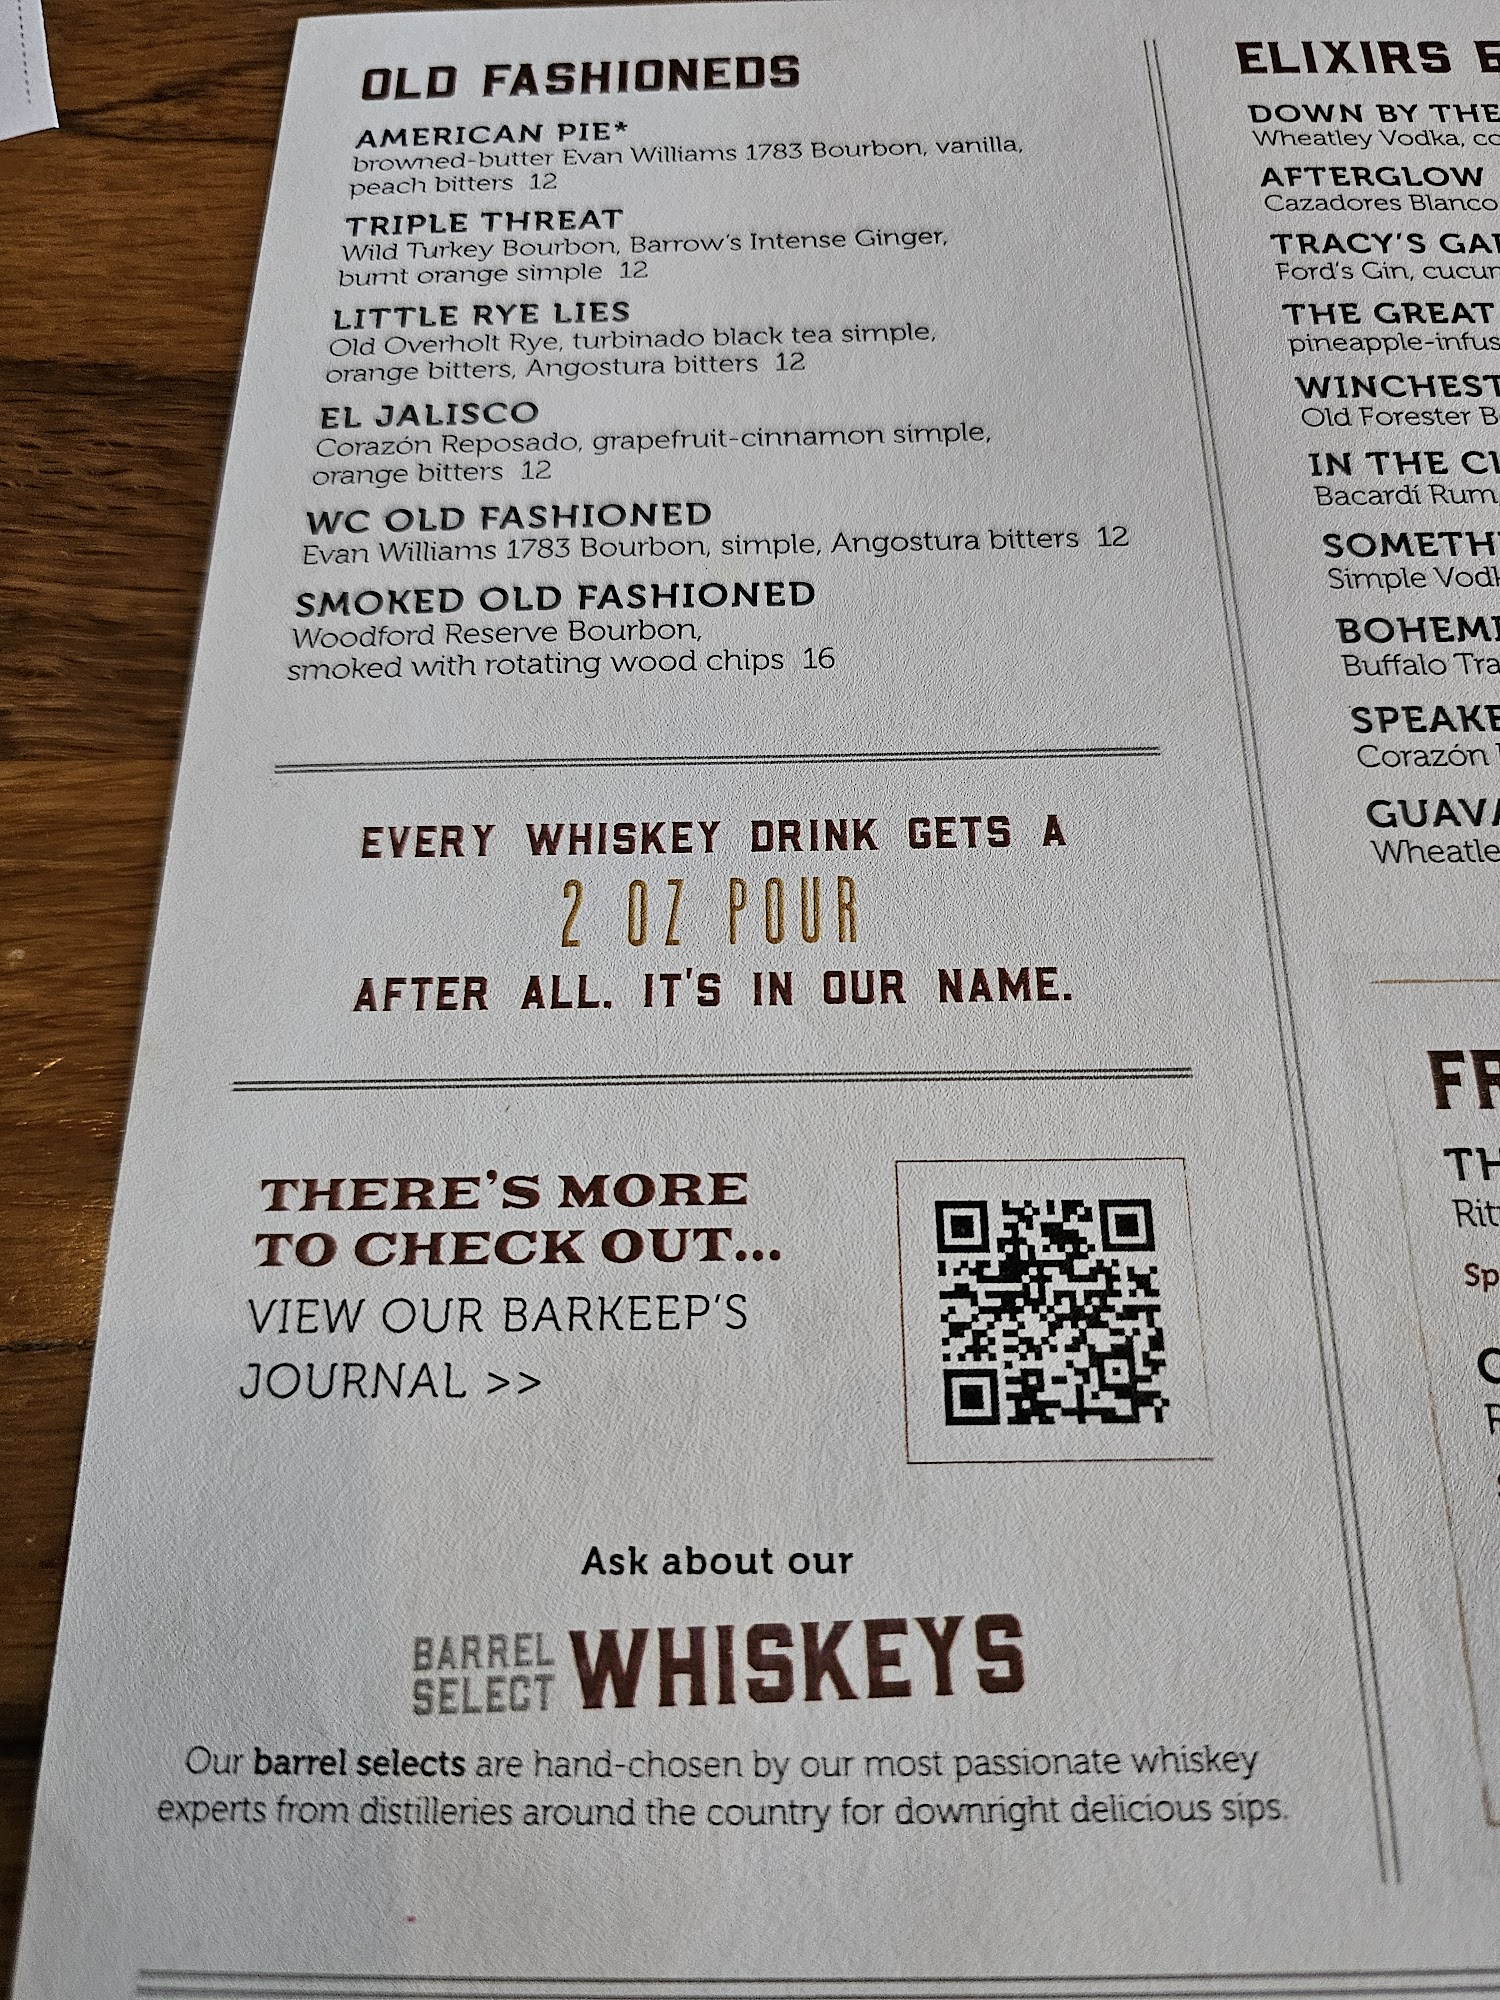 OLD FASHIONEDS
AMERICAN PIE*
browned-butter Evan Williams 1783 Bourbon, vanilla,
peach bitters 12
TRIPLE THREAT
Wild Turkey Bourbon, Barrow's Intense Ginger,
burnt orange simple 12
LITTLE RYE LIES
Old Overholt Rye, turbinado black tea simple,
orange bitters, Angostura bitters 12
EL JALISCO
Corazón Reposado, grapefruit-cinnamon simple,
orange bitters 12
WC OLD FASHIONED
Evan Williams 1783 Bourbon, simple, Angostura bitters 12
SMOKED OLD FASHIONED
Woodford Reserve Bourbon,
smoked with rotating wood chips 16
EVERY WHISKEY DRINK GETS A
2 OZ POUR
AFTER ALL, IT'S IN OUR NAME.
THERE'S MORE
TO CHECK OUT...
VIEW OUR BARKEEP'S
JOURNAL >>
Ask about our
BARREL
SELECT
WHISKEYS
Our barrel selects are hand-chosen by our most passionate whiskey
experts from distilleries around the country for downright delicious sips.
ELIXIRS
DOWN BY THE
Wheatley Vodka,
AFTERGLOW
Cazadores Blanco
TRACY'S
Ford's Gin,
THE GREAT
Old Forester
IN THE
Bacardí Rum,
Simple
Buffalo
Corazón